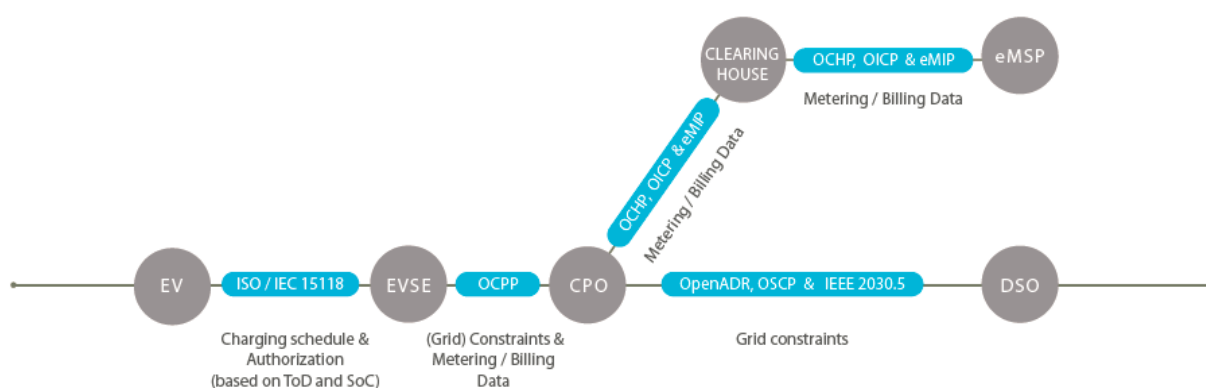 CLEARING
HOUSE
OCHP, OICP & eMIP
eMSP
Metering / Billing Data
OCHP, OICP & eMIP
Metering / Billing Data
EV
ISO / IEC 15118
EVSE
OCPP
CPO
OpenADR, OSCP & IEEE 2030.5
DSO
Charging schedule &
Authorization
(based on ToD and SoC)
(Grid) Constraints &
Metering / Billing
Data
Grid constraints